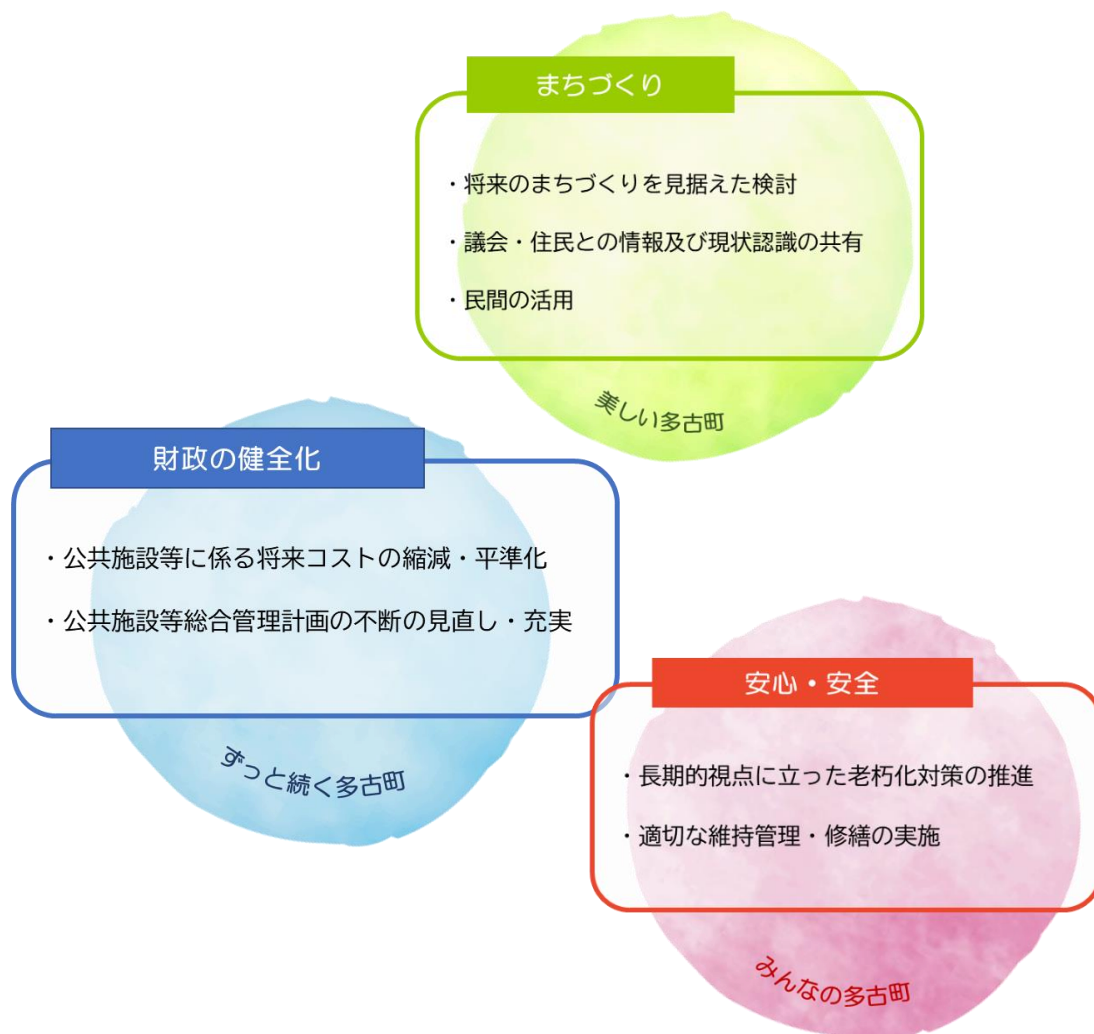 まちづくり
・将来のまちづくりを見据えた検討
・議会・住民との情報及び現状認識の共有
・民間の活用
美しい多古町
財政の健全化
・公共施設等に係る将来コストの縮減・平準化
・公共施設等総合管理計画の不断の見直し・充実
ずっと続く多古町
安心・安全
・長期的視点に立った老朽化対策の推進
・適切な維持管理・修繕の実施
みんなの多古町